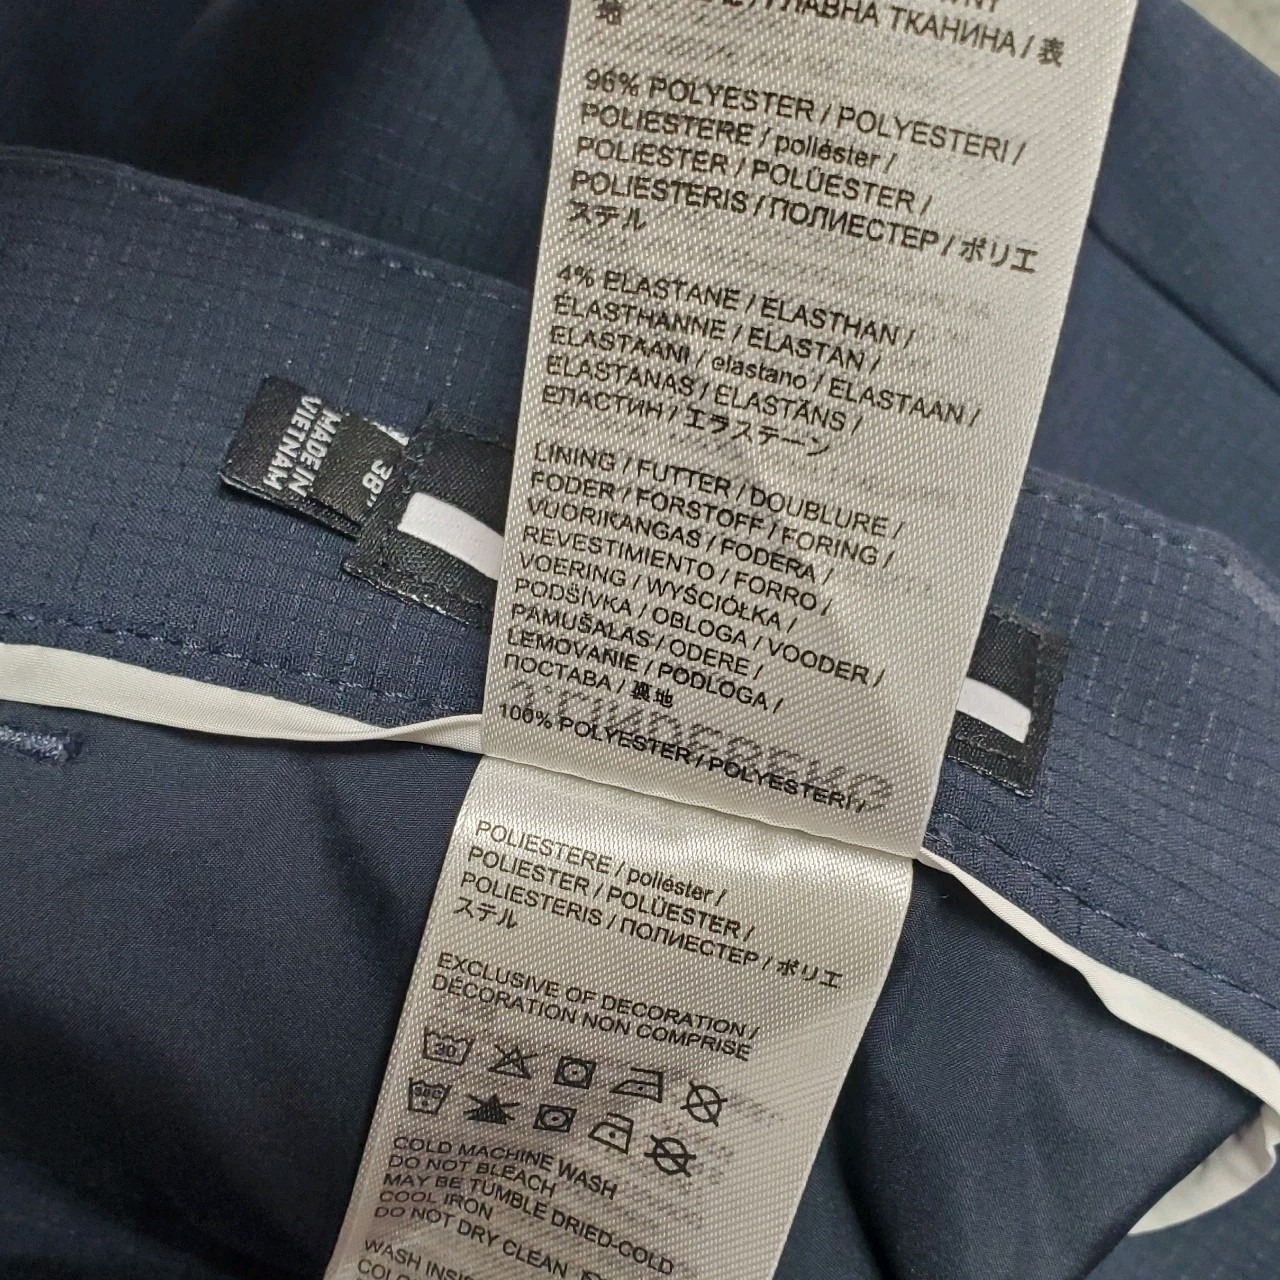 ГЛАВНА ТКАНИНА / 表
地
96% POLYESTER / POLYESTERI /
POLIESTERE / poliéster /
POLIESTER / POLÜESTER /
POLIESTERIS / ПОЛИЕСТЕР / ポリエ
ステル
4% ELASTANE / ELASTHAN /
ÉLASTHANNE / ELASTAN /
ELASTAANI / elastano / ELASTAAN /
ELASTANAS / ELASTĀNS /
ЕЛАСТИН / エラステーン
LINING / FUTTER / DOUBLURE /
FODER / FÔRSTOFF / FORING /
VUORIKANGAS / FODERA /
REVESTIMIENTO / FORRO /
VOERING / WYŚCIÓŁKA /
PODŠÍVKA / OBLOGA / VOODER /
PAMUŠALAS / ODERE /
LEMOVANIE / PODLOGA /
ПОСТАВА / 裏地
100% POLYESTER / POLYESTERI /
POLIESTERE / poliéster /
POLIESTER / POLÜESTER /
POLIESTERIS / ПОЛИЕСТЕР / ポリエ
ステル
EXCLUSIVE OF DECORATION /
DÉCORATION NON COMPRISE
30
COLD MACHINE WASH
DO NOT BLEACH
MAY BE TUMBLE DRIED-COLD
COOL IRON
DO NOT DRY CLEAN
WASH
MADE IN
VIETNAM
38"